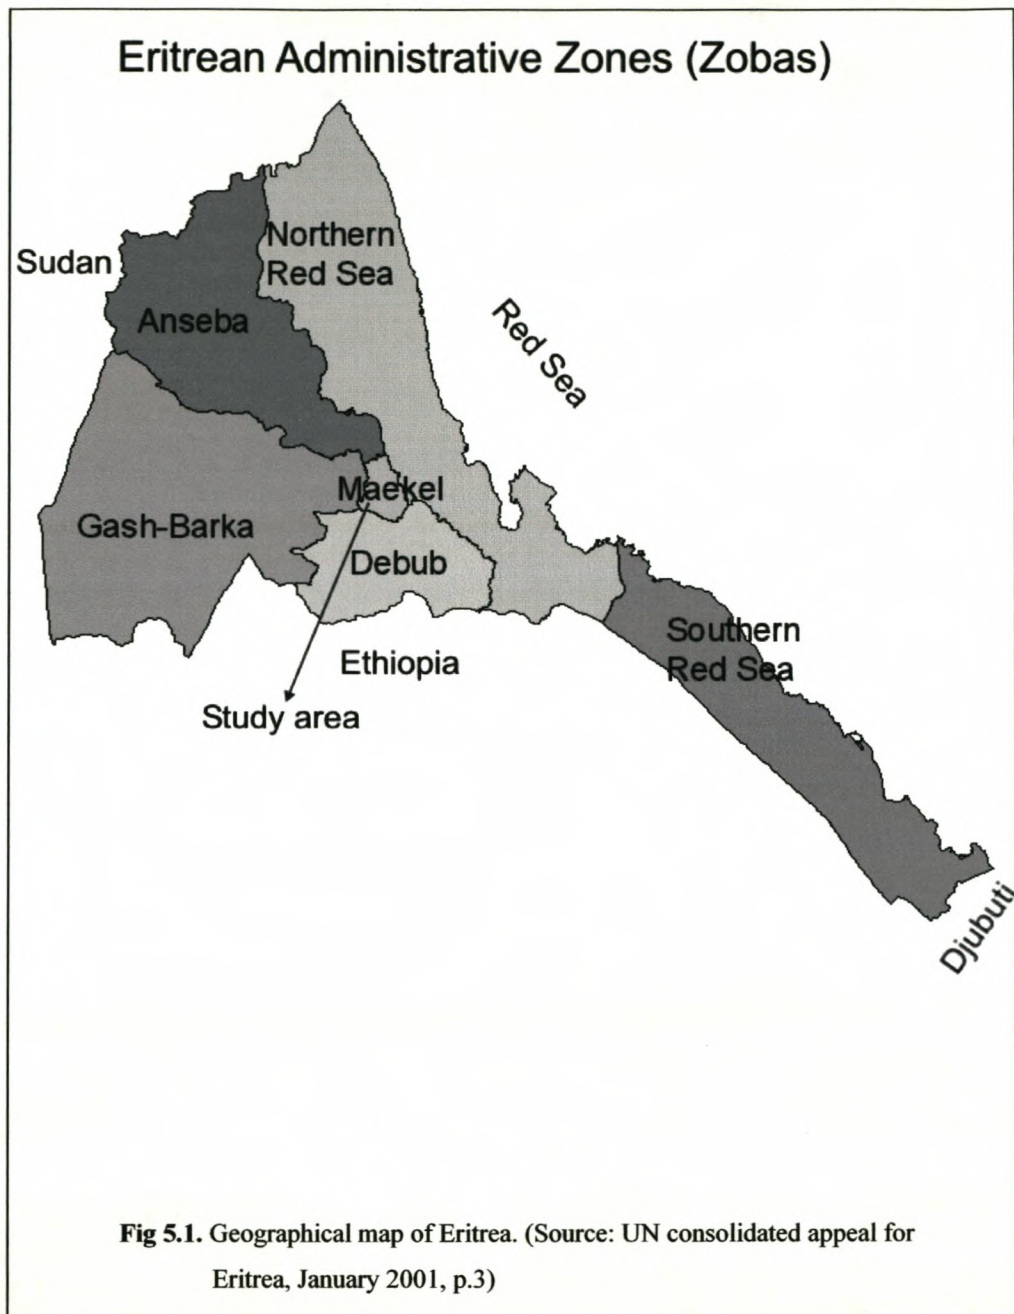 Eritrean Administrative Zones (Zobas)
Northern
Red Sea
Sudan
Anseba
Red Sea
Maekel
Gash-Barka
Debub
Southern
Red Sea
Ethiopia
Study area
Djubuti
Fig 5.1. Geographical map of Eritrea. (Source: UN consolidated appeal for
Eritrea, January 2001, p.3)